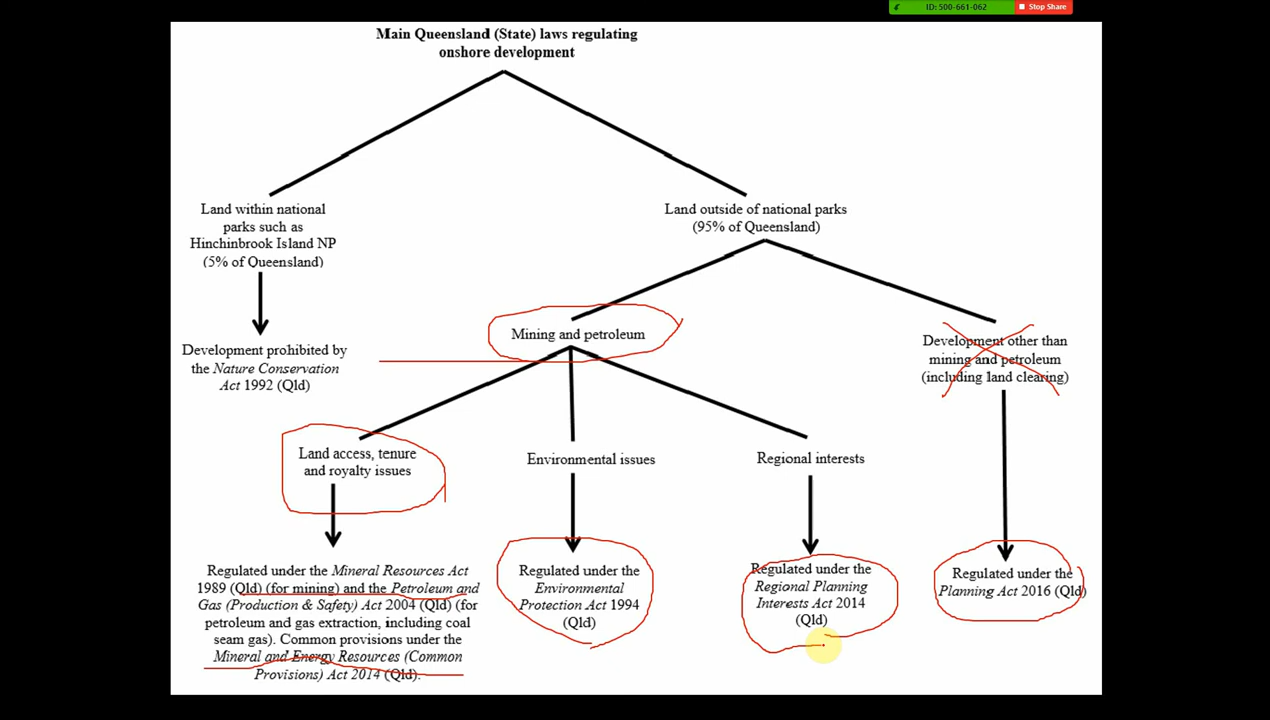 ID: 500-661-062
Stop Share
Main Queensland (State) laws regulating
onshore development
Land within national
parks such as
Hinchinbrook Island NP
(5% of Queensland)
Land outside of national parks
(95% of Queensland)
Development prohibited by
the Nature Conservation
Act 1992 (Qld)
Mining and petroleum
Development other than
mining and petroleum
(including land clearing)
Land access, tenure
and royalty issues
Environmental issues
Regional interests
Regulated under the Mineral Resources Act
1989 (Qld) (for mining) and the Petroleum and
Gas (Production & Safety) Act 2004 (Qld) (for
petroleum and gas extraction, including coal
seam gas). Common provisions under the
Mineral and Energy Resources (Common
Provisions) Act 2014 (Qld).
Regulated under the
Environmental
Protection Act 1994
(Qld)
Regulated under the
Regional Planning
Interests Act 2014
(Qld)
Regulated under the
Planning Act 2016 (Qld)